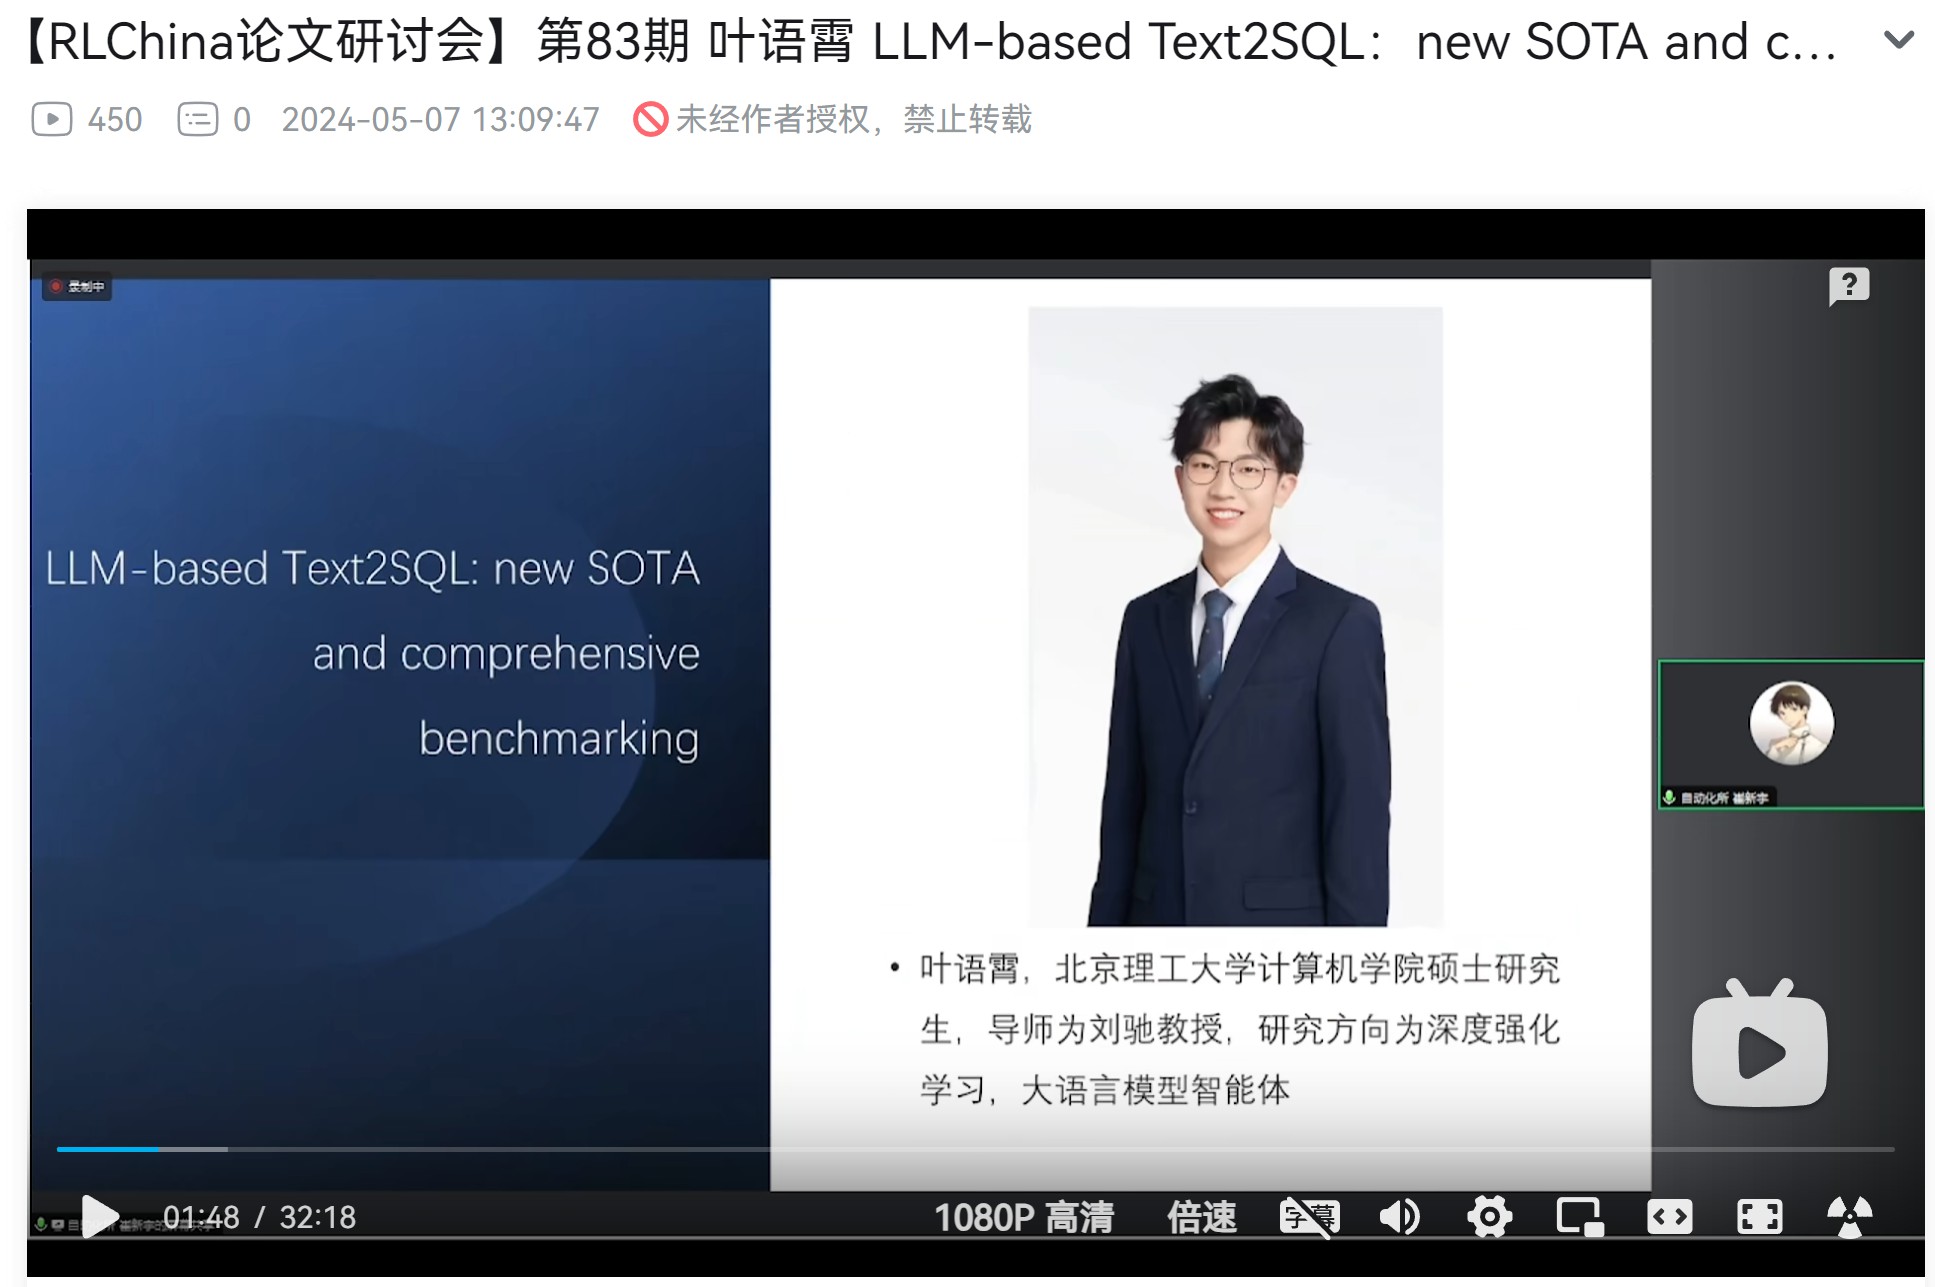 【RLChina论文研讨会】第83期 叶语霄 LLM-based Text2SQL：new SOTA and c...
450 0 2024-05-07 13:09:47 未经作者授权，禁止转载
录制中
?
LLM-based Text2SQL: new SOTA
and comprehensive
benchmarking
自动化所 崔新宇
• 叶语霄，北京理工大学计算机学院硕士研究
生，导师为刘驰教授，研究方向为深度强化
学习，大语言模型智能体
01:48 / 32:18
1080P 高清 倍速 字幕